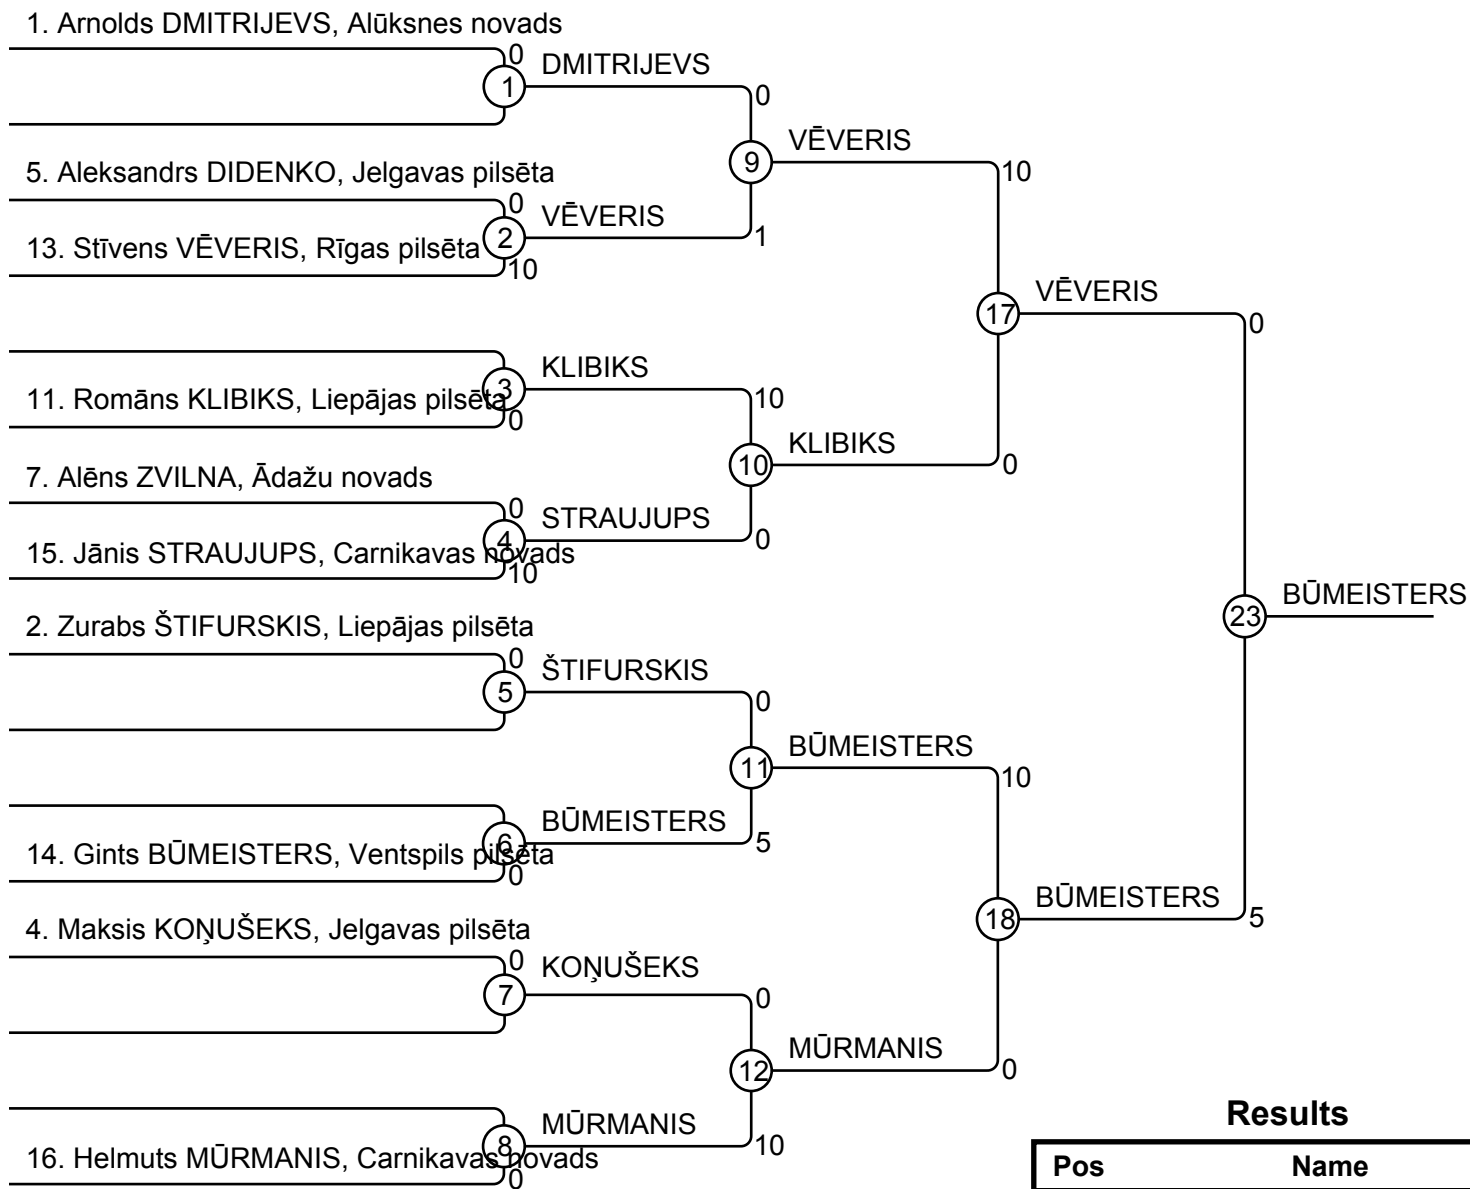 1. Arnolds DMITRIJEVS, Alūksnes novads
0
DMITRIJEVS
1
0
VĒVERIS
9
10
5. Aleksandrs DIDENKO, Jelgavas pilsēta
0
VĒVERIS
2
1
13. Stīvens VĒVERIS, Rīgas pilsēta
10
VĒVERIS
17
0
KLIBIKS
3
10
11. Romāns KLIBIKS, Liepājas pilsēta
0
KLIBIKS
10
0
7. Alēns ZVILNA, Ādažu novads
0
STRAUJUPS
4
0
15. Jānis STRAUJUPS, Carnikavas novads
10
BŪMEISTERS
23
2. Zurabs ŠTIFURSKIS, Liepājas pilsēta
0
ŠTIFURSKIS
5
0
BŪMEISTERS
11
10
BŪMEISTERS
6
5
14. Gints BŪMEISTERS, Ventspils pilsēta
0
BŪMEISTERS
18
5
4. Maksis KOŅUŠEKS, Jelgavas pilsēta
0
KOŅUŠEKS
7
0
MŪRMANIS
12
0
MŪRMANIS
8
10
16. Helmuts MŪRMANIS, Carnikavas novads
0
Results
Pos Name